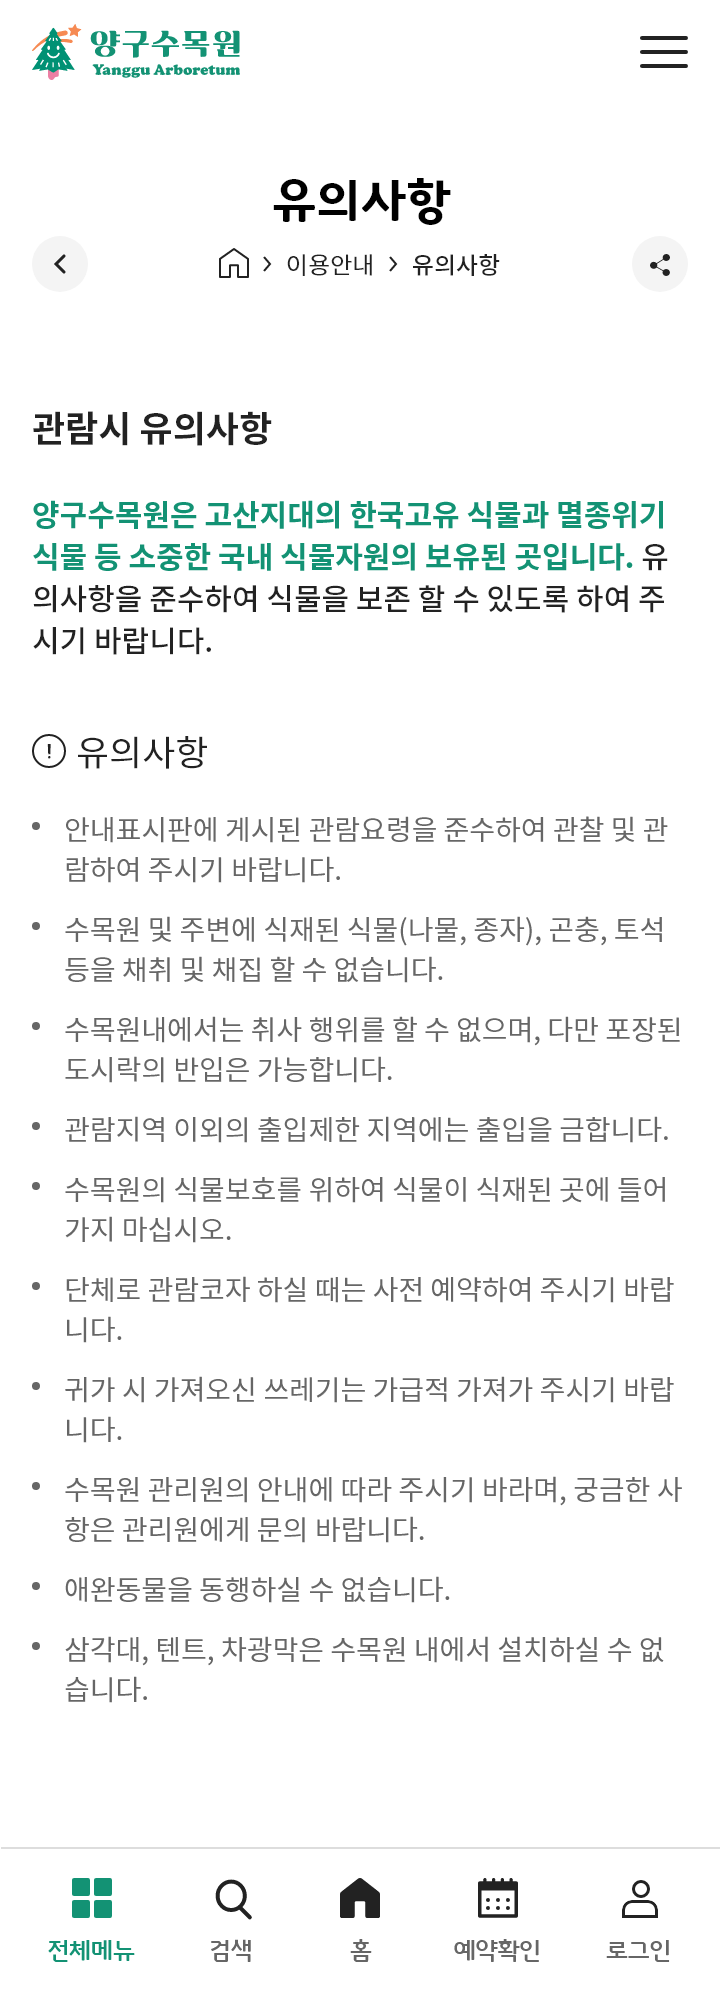 양구수목원
Yanggu Arboretum
유의사항
이용안내
유의사항
관람시 유의사항
양구수목원은 고산지대의 한국고유 식물과 멸종위기
식물 등 소중한 국내 식물자원의 보유된 곳입니다. 유
의사항을 준수하여 식물을 보존 할 수 있도록 하여 주
시기 바랍니다.
유의사항
• 안내표시판에 게시된 관람요령을 준수하여 관찰 및 관
람하여 주시기 바랍니다.
• 수목원 및 주변에 식재된 식물(나물, 종자), 곤충, 토석
등을 채취 및 채집 할 수 없습니다.
• 수목원내에서는 취사 행위를 할 수 없으며, 다만 포장된
도시락의 반입은 가능합니다.
• 관람지역 이외의 출입제한 지역에는 출입을 금합니다.
• 수목원의 식물보호를 위하여 식물이 식재된 곳에 들어
가지 마십시오.
• 단체로 관람코자 하실 때는 사전 예약하여 주시기 바랍
니다.
• 귀가 시 가져오신 쓰레기는 가급적 가져가 주시기 바랍
니다.
• 수목원 관리원의 안내에 따라 주시기 바라며, 궁금한 사
항은 관리원에게 문의 바랍니다.
• 애완동물을 동행하실 수 없습니다.
• 삼각대, 텐트, 차광막은 수목원 내에서 설치하실 수 없
습니다.
전체메뉴
검색
홈
예약확인
로그인